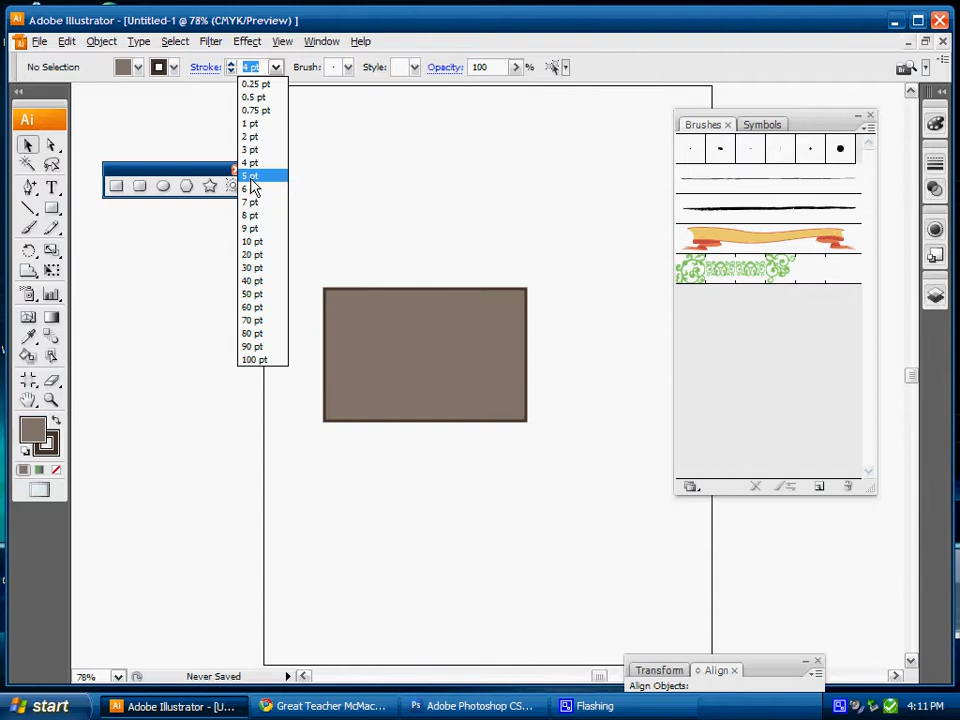 Adobe Illustrator - [Untitled-1 @ 78% (CMYK/Preview) ]
File Edit Object Type Select Filter Effect View Window Help
No Selection Stroke: 4 pt Brush: Style: Opacity: 100 %
0.25 pt
0.5 pt
0.75 pt
1 pt
2 pt
3 pt
4 pt
5 pt
6
7 pt
8 pt
9 pt
10 pt
20 pt
30 pt
40 pt
50 pt
60 pt
70 pt
80 pt
90 pt
100 pt
Ai
Brushes Symbols
Transform Align
Align Objects:
78% Never Saved
start Adobe Illustrator - [U... Great Teacher McMac... Adobe Photoshop CS... Flashing 4:11 PM